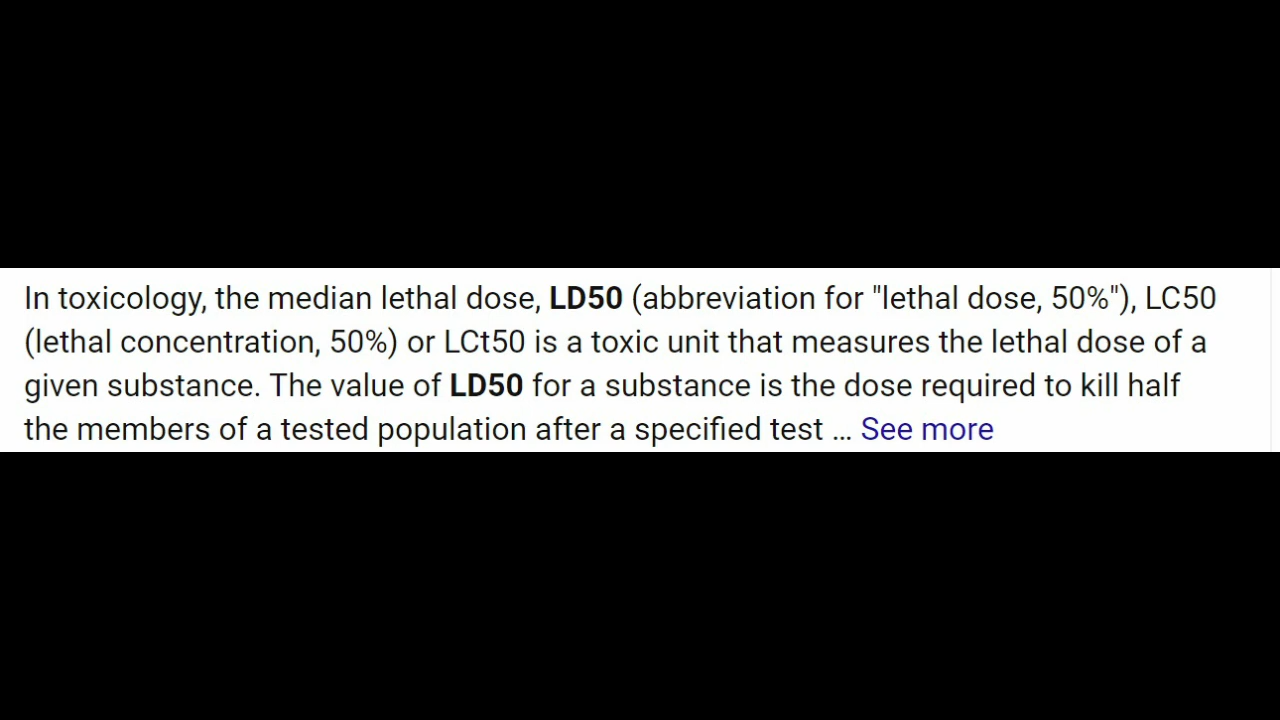 In toxicology, the median lethal dose, LD50 (abbreviation for "lethal dose, 50%"), LC50
(lethal concentration, 50%) or LCt50 is a toxic unit that measures the lethal dose of a
given substance. The value of LD50 for a substance is the dose required to kill half
the members of a tested population after a specified test ... See more